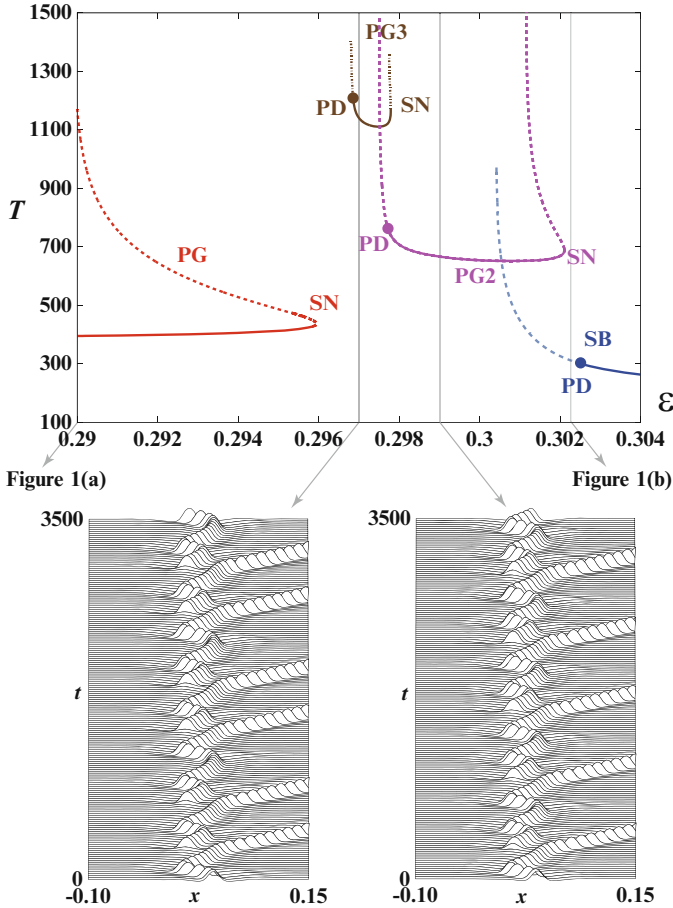 1500
PG3
1300
PD
SN
1100
900
T
PD
700
PG
PG2
SN
500
SN
SB
300
PD
100
ε
0.29
0.292
0.294
0.296
0.298
0.3
0.302
0.304
Figure 1(a)
Figure 1(b)
3500
3500
t
t
0
0
-0.10
x
0.15
-0.10
x
0.15